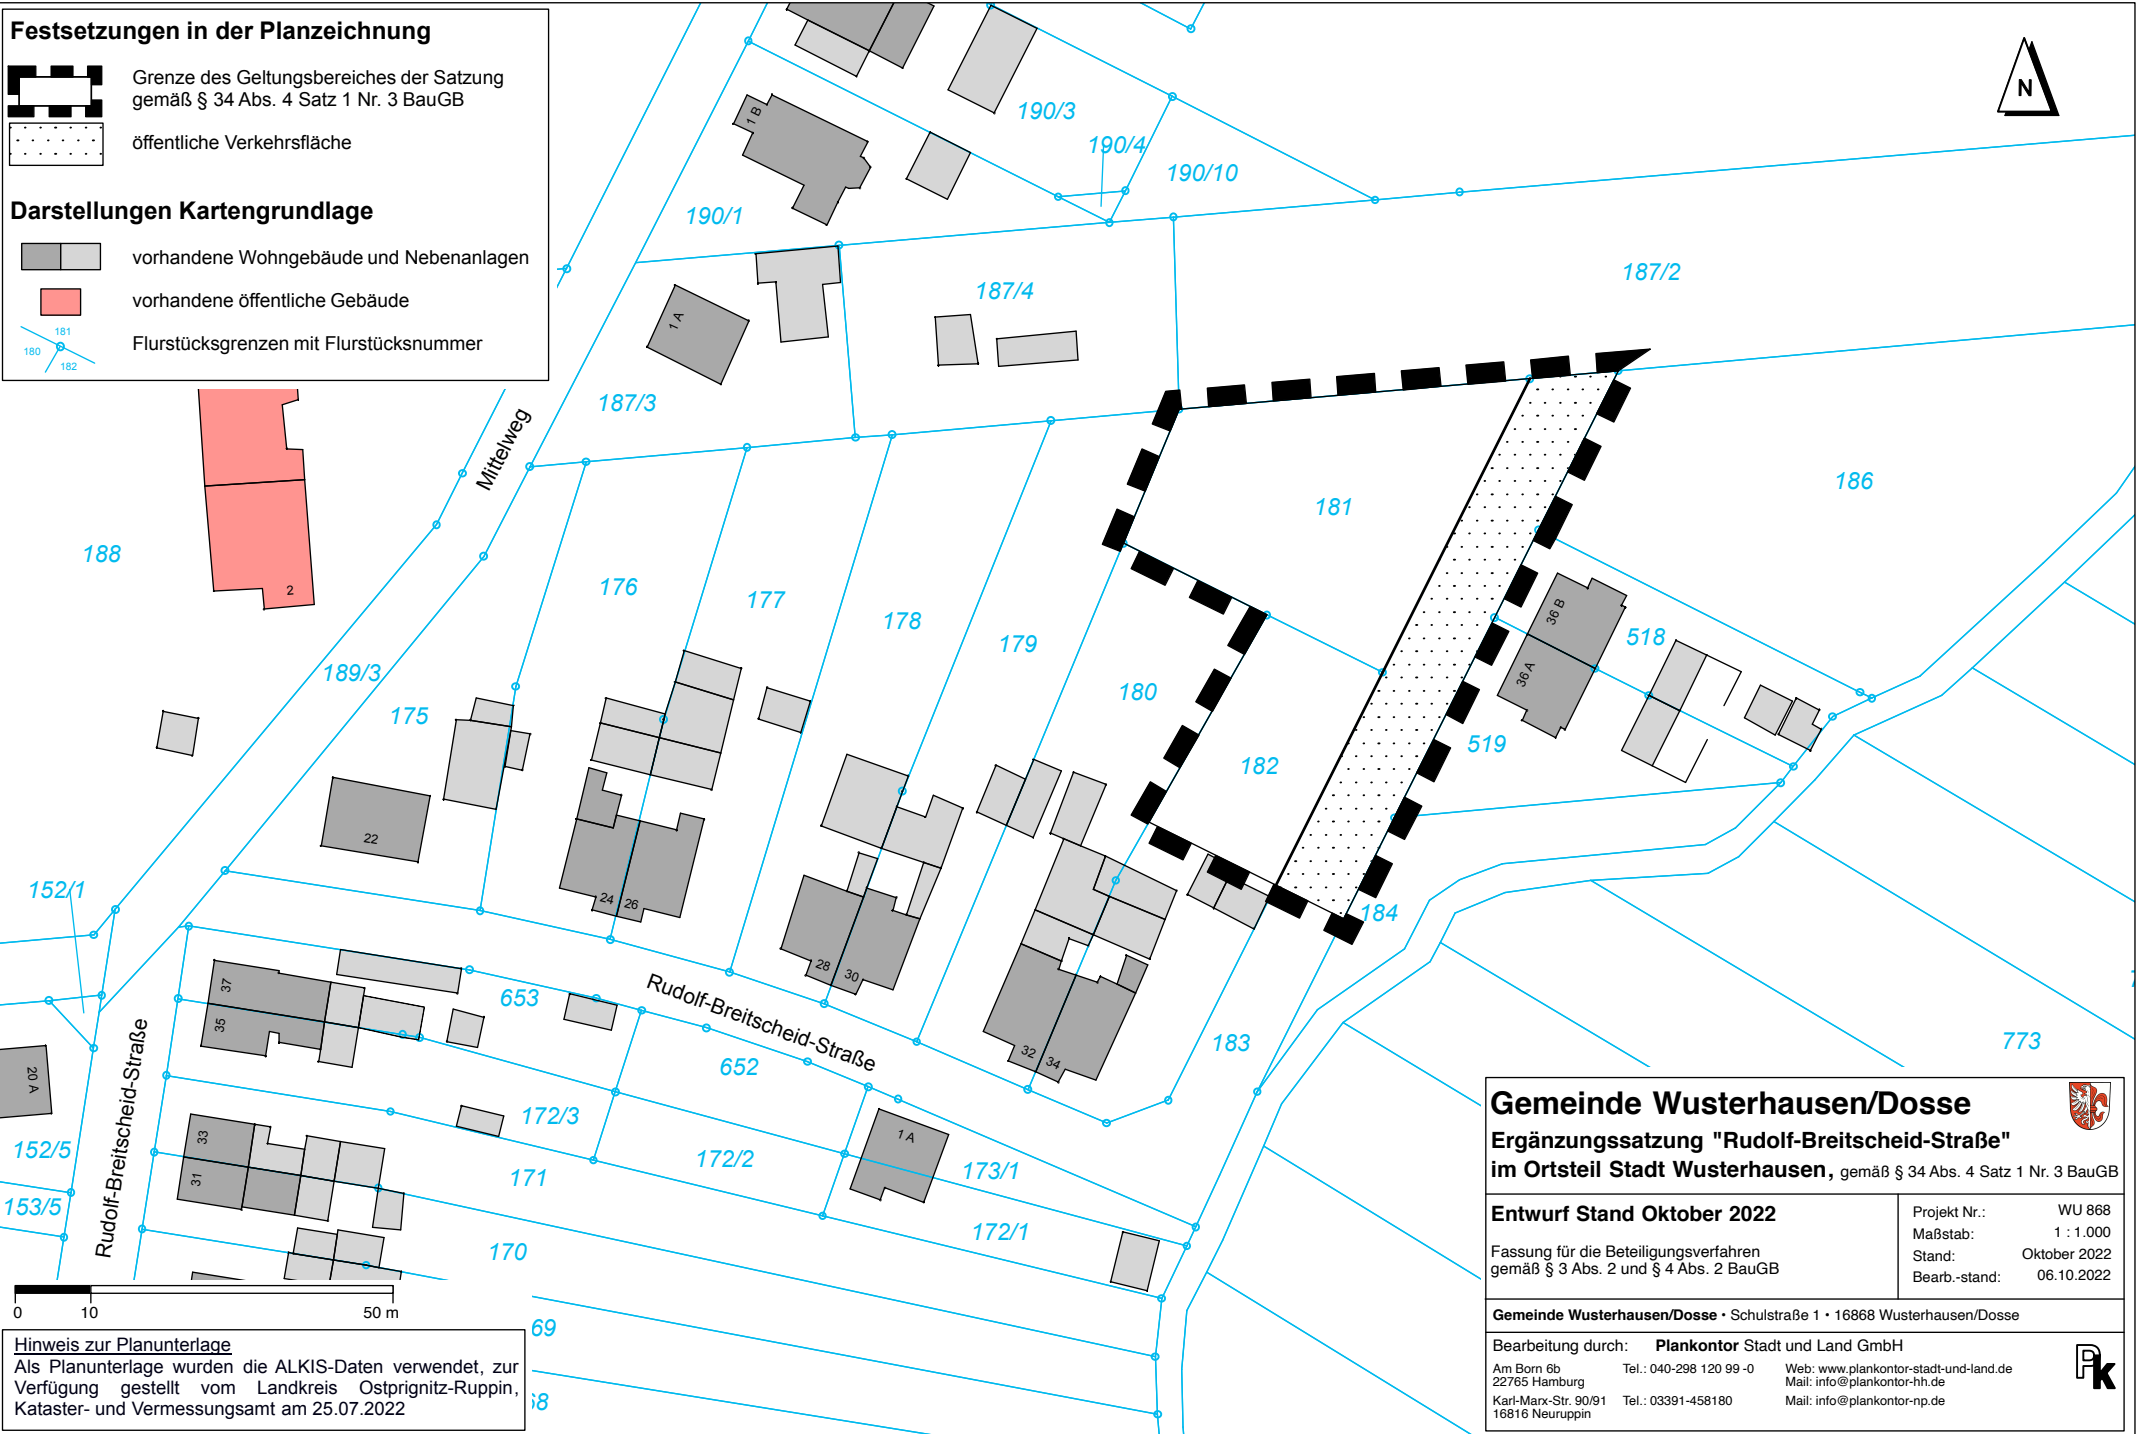 Festsetzungen in der Planzeichnung
Grenze des Geltungsbereiches der Satzung
gemäß § 34 Abs. 4 Satz 1 Nr. 3 BauGB
öffentliche Verkehrsfläche
Darstellungen Kartengrundlage
vorhandene Wohngebäude und Nebenanlagen
vorhandene öffentliche Gebäude
Flurstücksgrenzen mit Flurstücksnummer
181
180
182
N
1 B
190/3
190/4
190/10
190/1
187/2
187/4
1 A
187/3
Mittelweg
181
186
188
2
176
177
178
179
180
36 B
36 A
518
519
189/3
175
182
22
24
26
28
30
32
34
184
152/1
183
773
37
35
653
652
Rudolf-Breitscheid-Straße
Rudolf-Breitscheid-Straße
20 A
172/3
172/2
1 A
173/1
172/1
33
31
171
170
152/5
153/5
69
68
0
10
50 m
Hinweis zur Planunterlage
Als Planunterlage wurden die ALKIS-Daten verwendet, zur
Verfügung gestellt vom Landkreis Ostprignitz-Ruppin,
Kataster- und Vermessungsamt am 25.07.2022
Gemeinde Wusterhausen/Dosse
Ergänzungssatzung "Rudolf-Breitscheid-Straße"
im Ortsteil Stadt Wusterhausen, gemäß § 34 Abs. 4 Satz 1 Nr. 3 BauGB
Entwurf Stand Oktober 2022
Fassung für die Beteiligungsverfahren
gemäß § 3 Abs. 2 und § 4 Abs. 2 BauGB
Projekt Nr.: WU 868
Maßstab: 1 : 1.000
Stand: Oktober 2022
Bearb.-stand: 06.10.2022
Gemeinde Wusterhausen/Dosse • Schulstraße 1 • 16868 Wusterhausen/Dosse
Bearbeitung durch: Plankontor Stadt und Land GmbH
Am Born 6b Tel.: 040-298 120 99 -0 Web: www.plankontor-stadt-und-land.de
22765 Hamburg Mail: info@plankontor-hh.de
Karl-Marx-Str. 90/91 Tel.: 03391-458180 Mail: info@plankontor-np.de
16816 Neuruppin
Pk